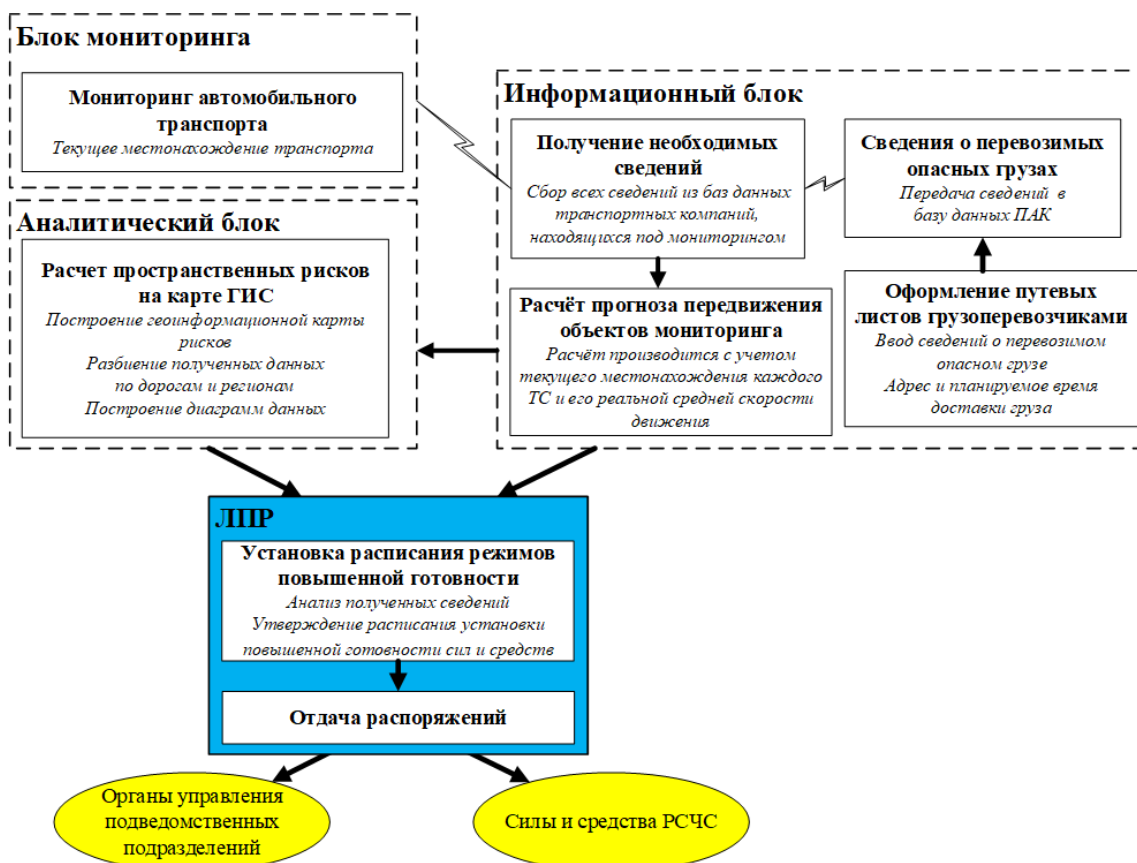 Блок мониторинга
Мониторинг автомобильного
транспорта
Текущее местонахождение транспорта
Информационный блок
Получение необходимых
сведений
Сбор всех сведений из баз данных
транспортных компаний,
находящихся под мониторингом
Сведения о перевозимых
опасных грузах
Передача сведений в
базу данных ПАК
Аналитический блок
Расчет пространственных рисков
на карте ГИС
Построение геоинформационной карты
рисков
Разбиение полученных данных
по дорогам и регионам
Построение диаграмм данных
Расчёт прогноза передвижения
объектов мониторинга
Расчёт производится с учетом
текущего местонахождения каждого
ТС и его реальной средней скорости
движения
Оформление путевых
листов грузоперевозчиками
Ввод сведений о перевозимом
опасном грузе
Адрес и планируемое время
доставки груза
ЛПР
Установка расписания режимов
повышенной готовности
Анализ полученных сведений
Утверждение расписания установки
повышенной готовности сил и средств
Отдача распоряжений
Органы управления
подведомственных
подразделений
Силы и средства РСЧС